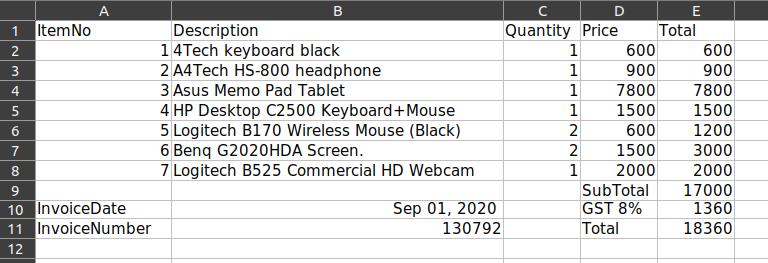 A B C D E
1 ItemNo Description Quantity Price Total
2 1 4Tech keyboard black 1 600 600
3 2 A4Tech HS-800 headphone 1 900 900
4 3 Asus Memo Pad Tablet 1 7800 7800
5 4 HP Desktop C2500 Keyboard+Mouse 1 1500 1500
6 5 Logitech B170 Wireless Mouse (Black) 2 600 1200
7 6 Benq G2020HDA Screen. 2 1500 3000
8 7 Logitech B525 Commercial HD Webcam 1 2000 2000
9 SubTotal 17000
10 InvoiceDate Sep 01, 2020 GST 8% 1360
11 InvoiceNumber 130792 Total 18360
12